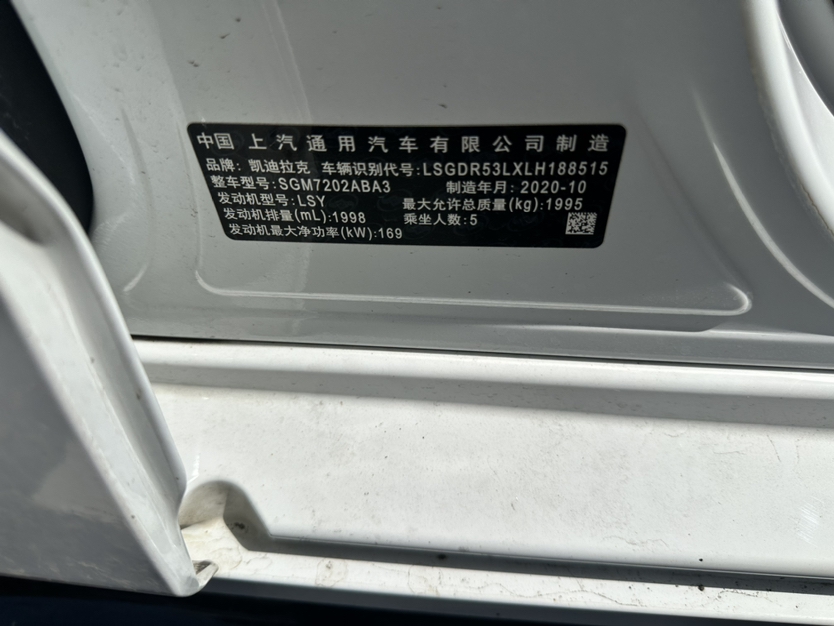 中国 上汽通用汽车有限公司制造
品牌: 凯迪拉克 车辆识别代号:LSGDR53LXLH188515
整车型号:SGM7202ABA3 制造年月:2020-10
发动机型号:LSY 最大允许总质量(kg):1995
发动机排量(mL):1998 乘坐人数:5
发动机最大净功率(kW):169